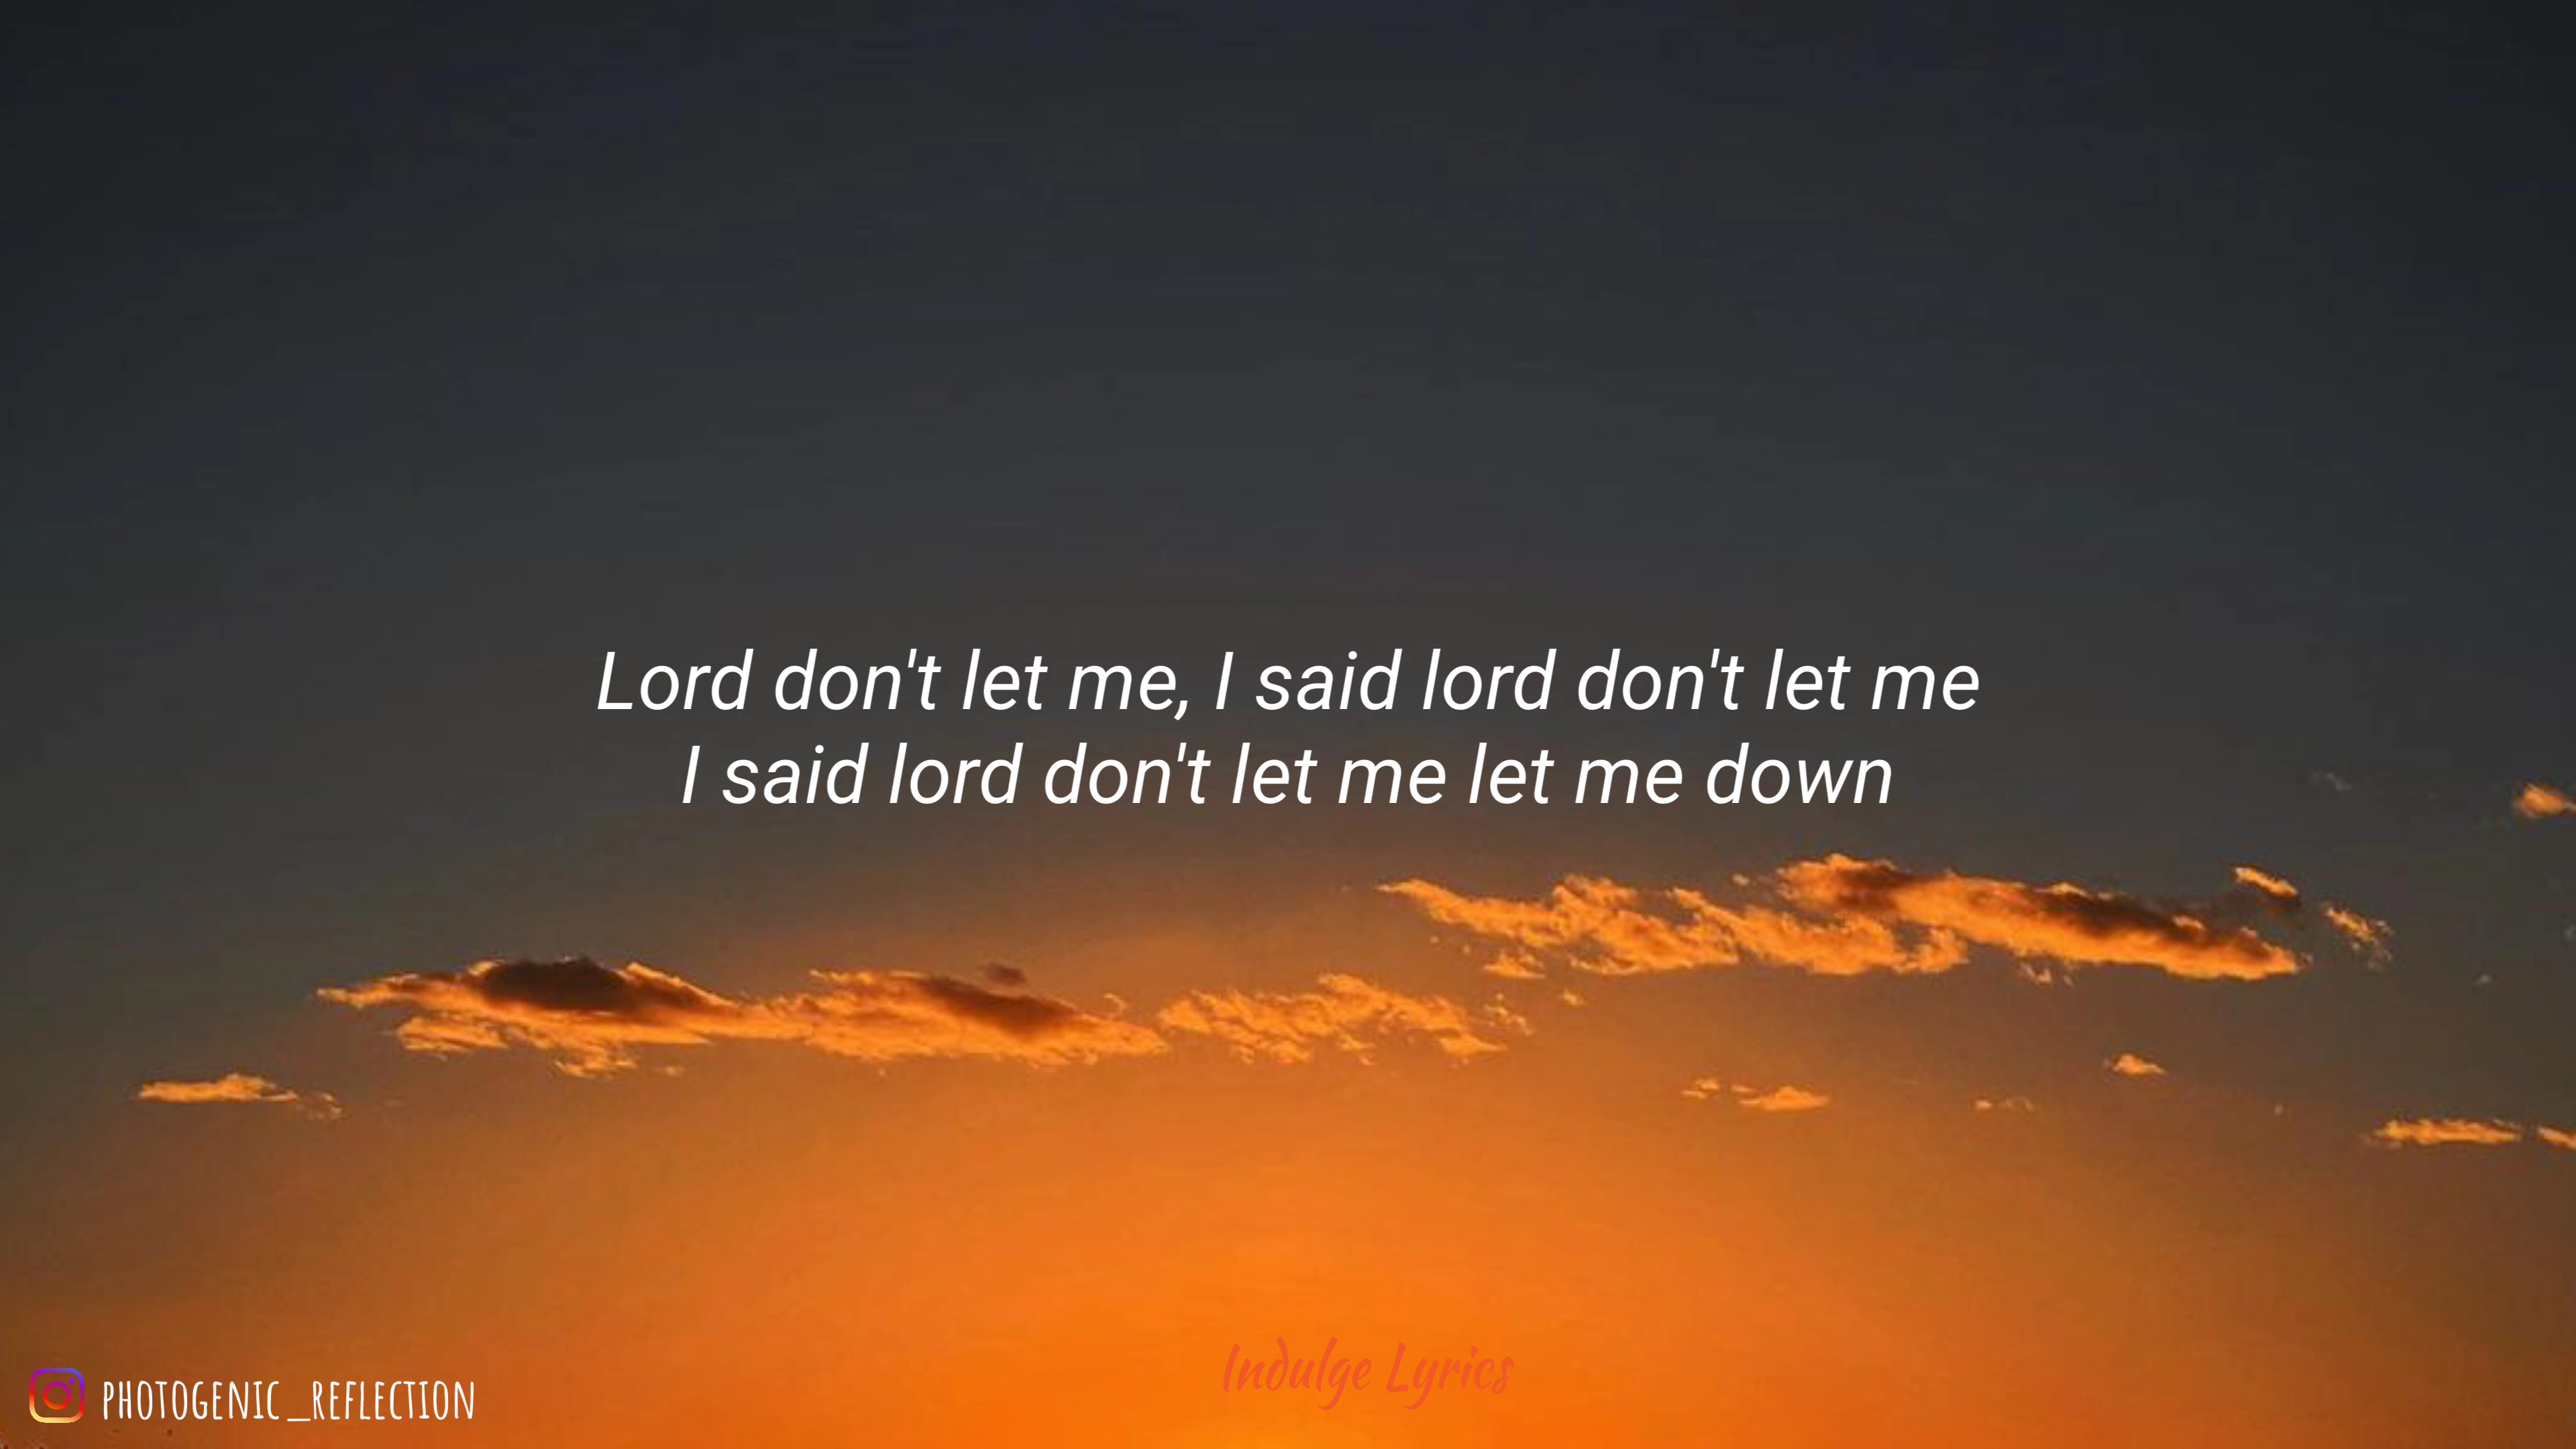 Lord don't let me, I said lord don't let me
I said lord don't let me let me down
Indulge Lyrics
PHOTOGENIC_REFLECTION